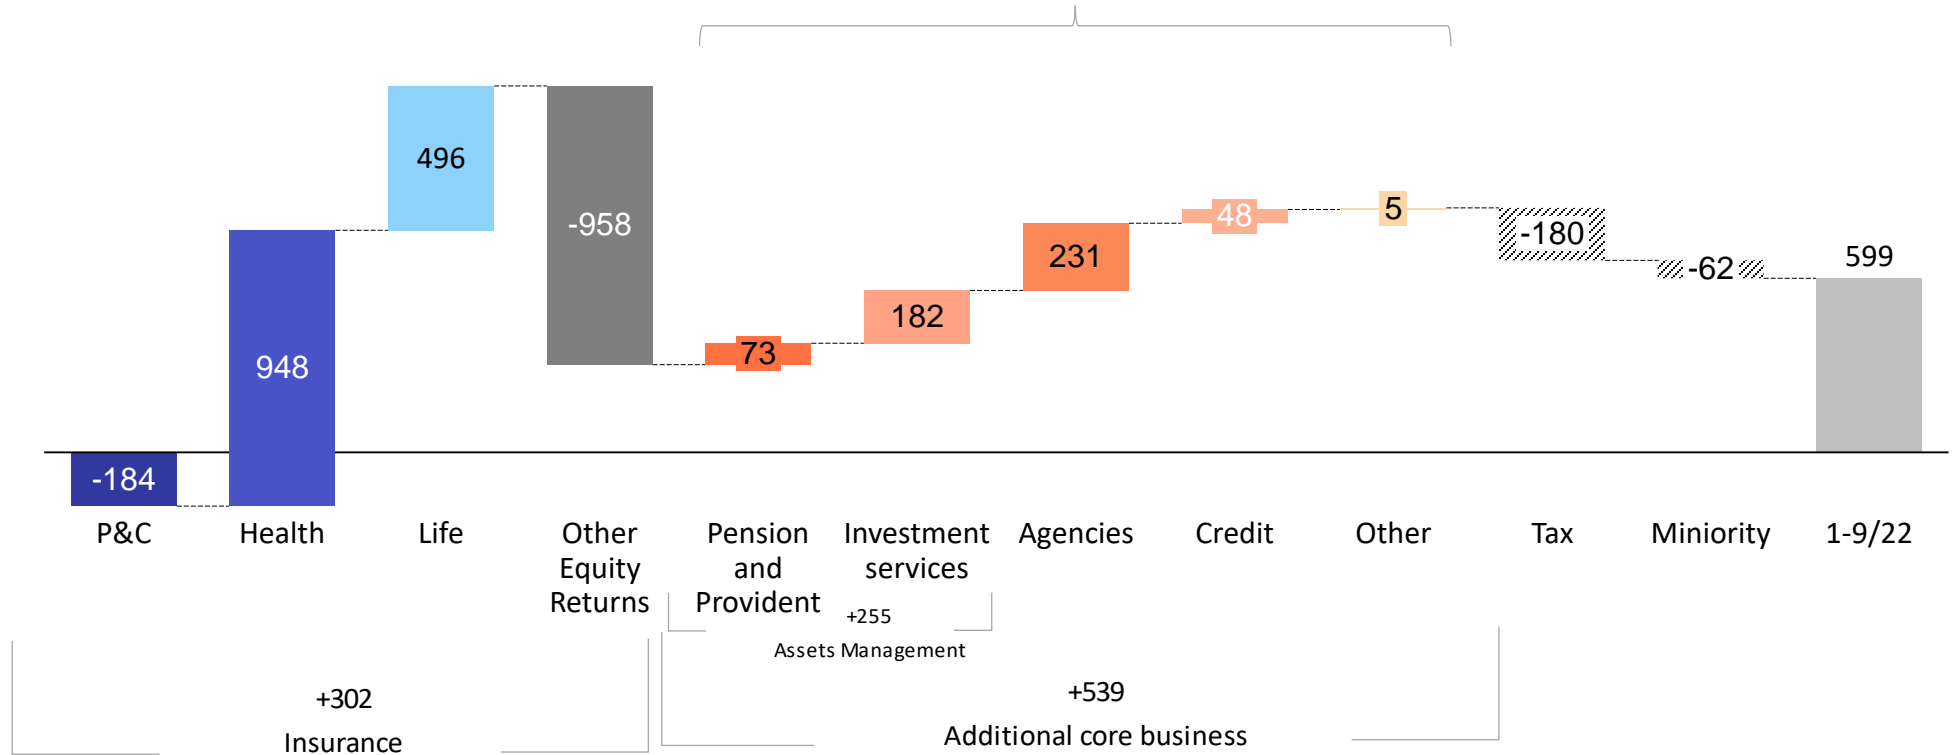 496
-958
948
-184
73
182
231
48
5
-180
-62
599
P&C
Health
Life
Other
Equity
Returns
Pension
and
Provident
Investment
services
Agencies
Credit
Other
Tax
Miniority
1-9/22
+255
Assets Management
+302
Insurance
+539
Additional core business